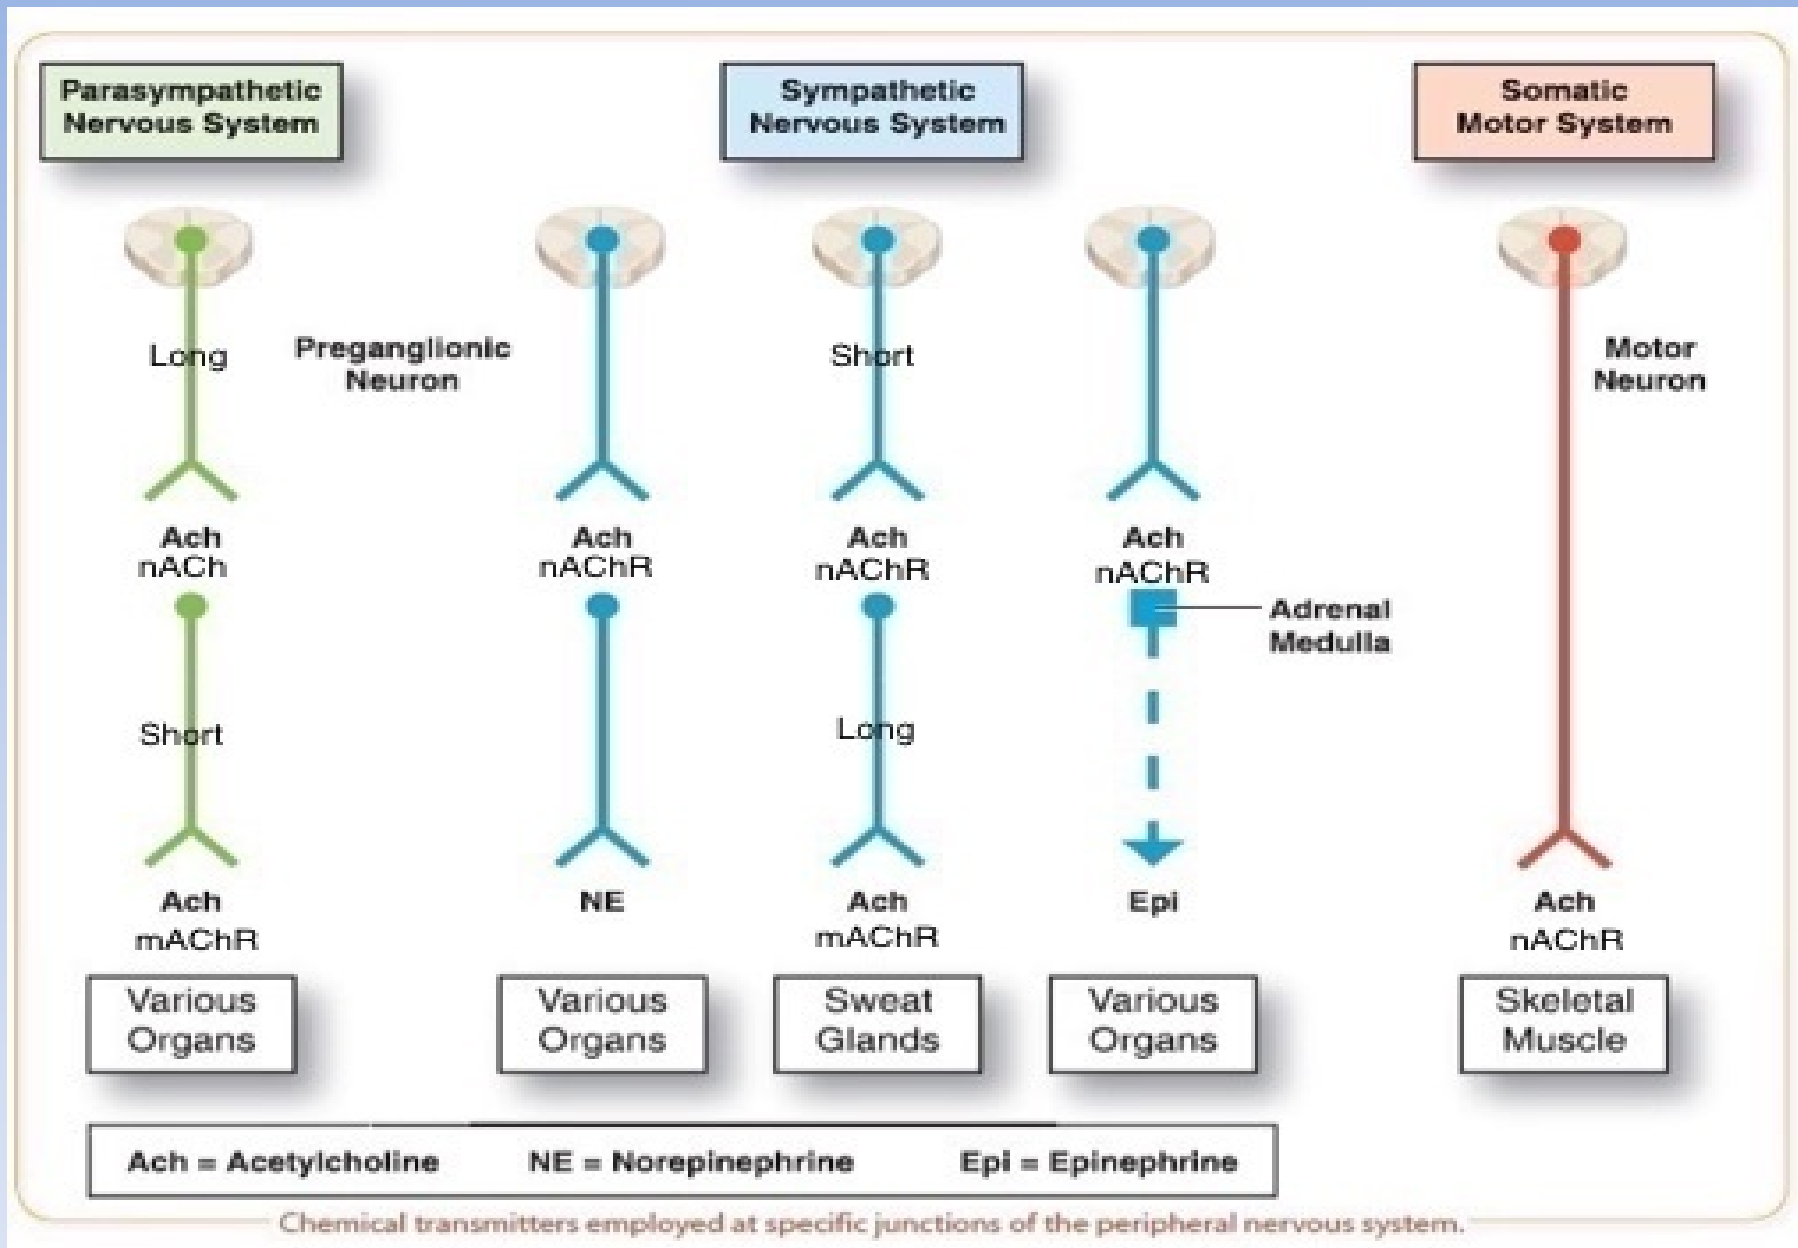 Parasympathetic
Nervous System
Sympathetic
Nervous System
Somatic
Motor System
Long
Preganglionic
Neuron
Short
Motor
Neuron
Ach
nACh
Ach
nAChR
Ach
nAChR
Ach
nAChR
Adrenal
Medulla
Short
Long
Ach
mAChR
NE
Ach
mAChR
Epi
Ach
nAChR
Various
Organs
Various
Organs
Sweat
Glands
Various
Organs
Skeletal
Muscle
Ach = Acetylcholine NE = Norepinephrine Epi = Epinephrine
Chemical transmitters employed at specific junctions of the peripheral nervous system.